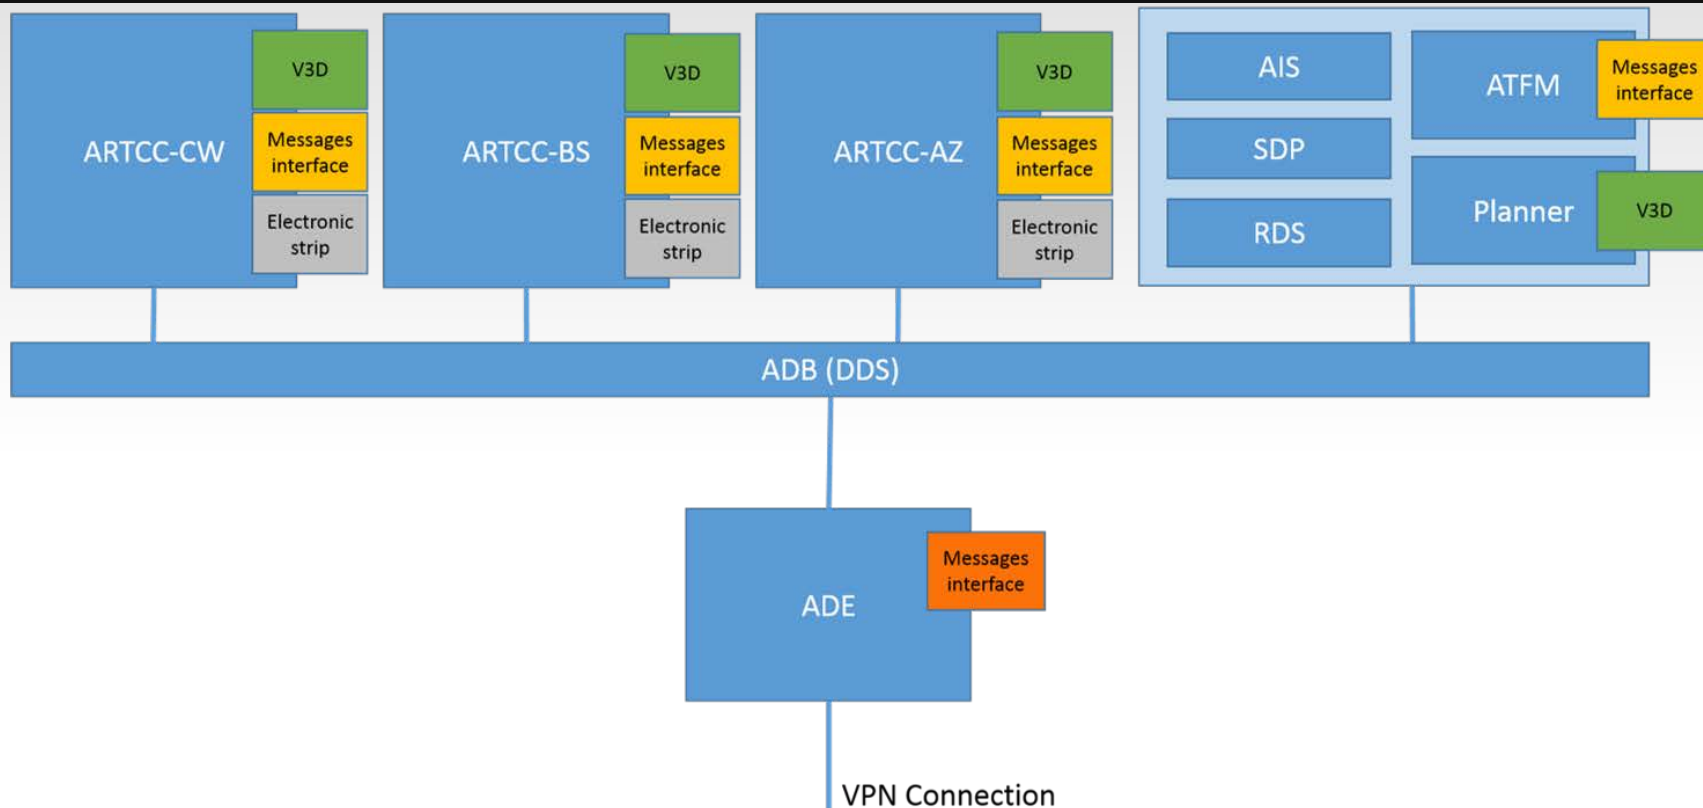 ARTCC-CW
V3D
Messages
interface
Electronic
strip
ARTCC-BS
V3D
Messages
interface
Electronic
strip
ARTCC-AZ
V3D
Messages
interface
Electronic
strip
AIS
SDP
RDS
ATFM
Messages
interface
Planner
V3D
ADB (DDS)
ADE
Messages
interface
VPN Connection